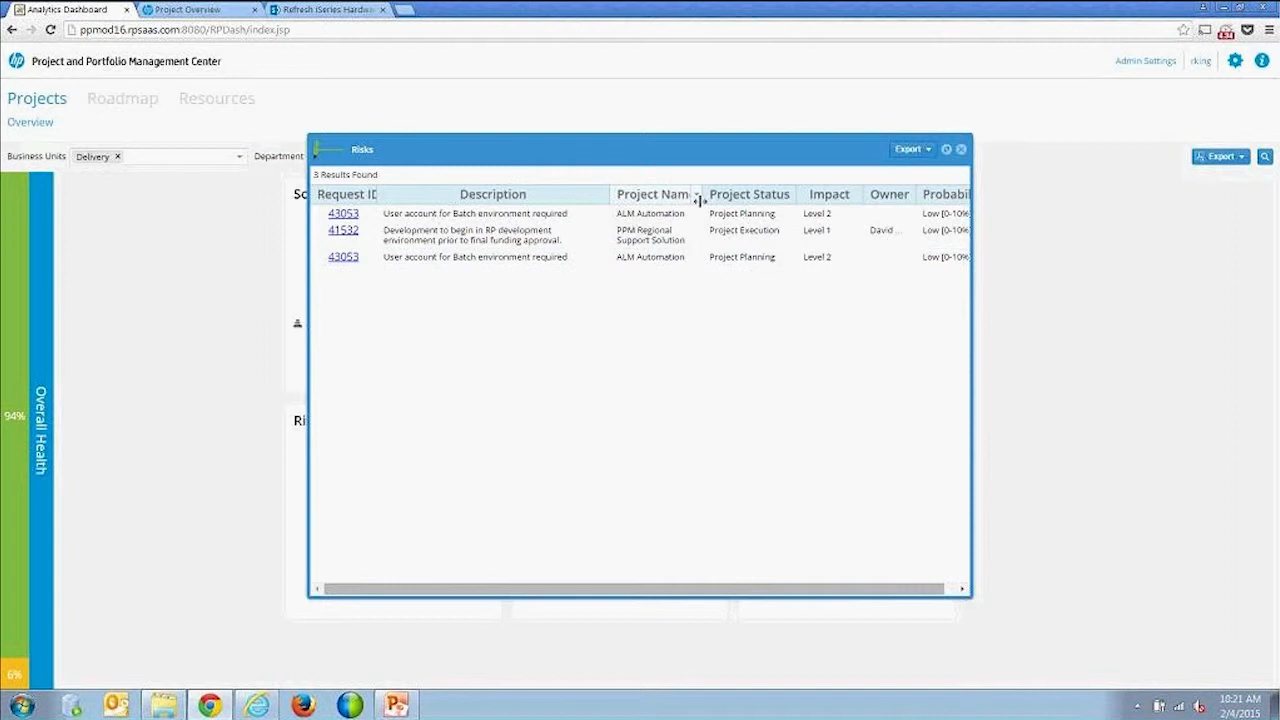 Analytics Dashboard
Project Overview
Refresh iSeries Hardw
ppmod16.rpsaas.com:8080/RPDash/index.jsp
4.94
hp Project and Portfolio Management Center
Admin Settings
rking
Projects
Roadmap
Resources
Overview
Business Units
Delivery
Department
Export
Risks
Export
3 Results Found
Request ID Description Project Nam Project Status Impact Owner Probabil
43053 User account for Batch environment required ALM Automation Project Planning Level 2 Low [0-10%
41532 Development to begin in RP development PPM Regional Project Execution Level 1 David ... Low [0-10%
environment prior to final funding approval. Support Solution
43053 User account for Batch environment required ALM Automation Project Planning Level 2 Low [0-10%
Sc
Ri
94%
Overall Health
6%
10:21 AM
2/4/2015